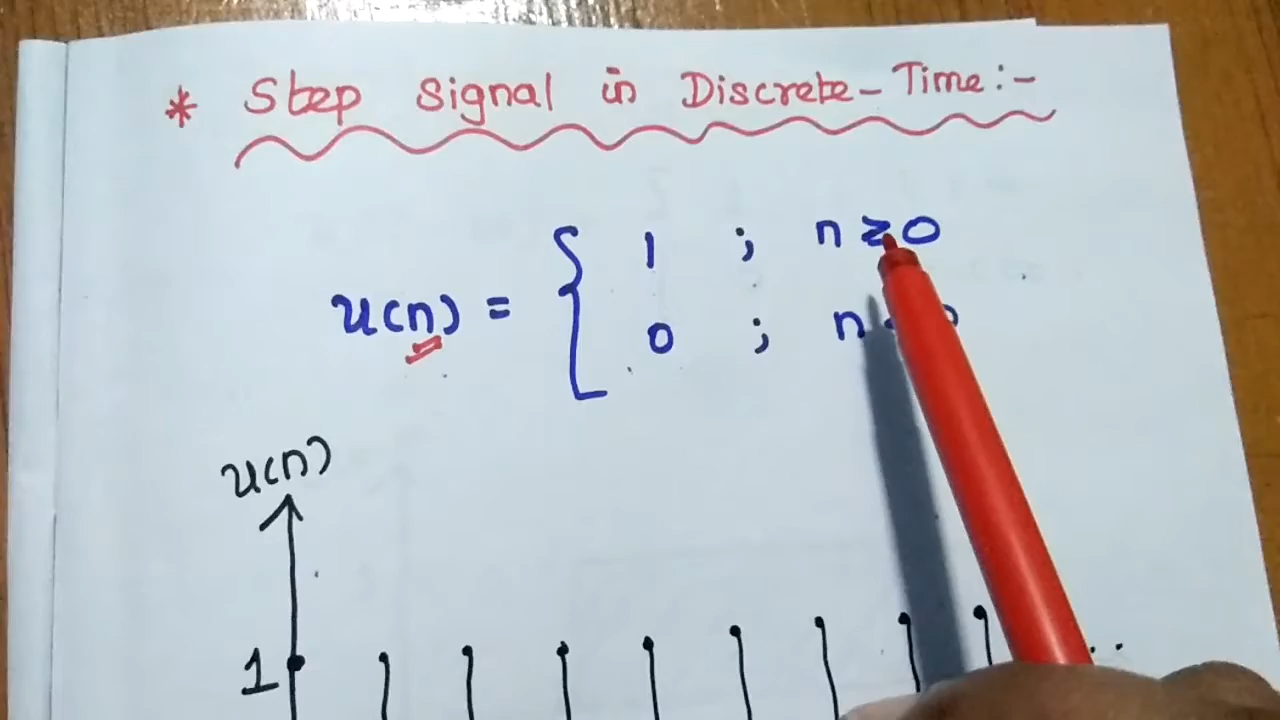 * Step Signal in Discrete-Time:-
u(n) = { 1 ; n ≥ 0
0 ; n
u(n)
1